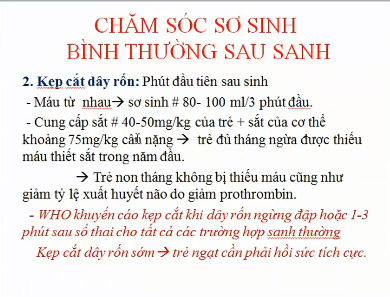 CHĂM SÓC SƠ SINH
BÌNH THƯỜNG SAU SANH
2. Kẹp cắt dây rốn: Phút đầu tiên sau sinh
- Máu từ nhau→ sơ sinh # 80- 100 ml/3 phút đầu.
- Cung cấp sắt # 40-50mg/kg của trẻ + sắt của cơ thể
khoảng 75mg/kg cân nặng → trẻ đủ tháng ngừa được thiếu
máu thiết sắt trong năm đầu.
→ Trẻ non tháng không bị thiếu máu cũng như
giảm tỷ lệ xuất huyết não do giảm prothrombin.
- WHO khuyến cáo kẹp cắt khi dây rốn ngừng đập hoặc 1-3
phút sau sổ thai cho tất cả các trường hợp sanh thường
Kẹp cắt dây rốn sớm → trẻ ngạt cần phải hồi sức tích cực.